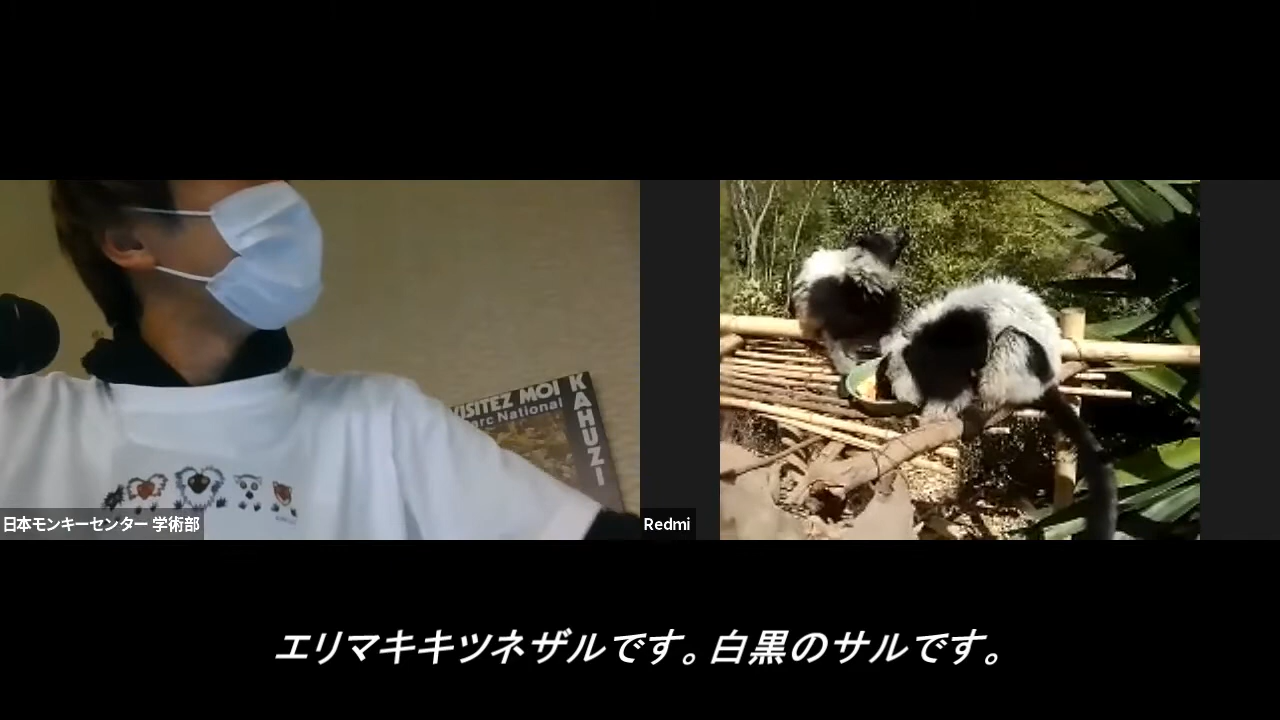 VISITEZ MOI
Parc National
KAHUZI
日本モンキーセンター 学術部
Redmi
エリマキキツネザルです。白黒のサルです。